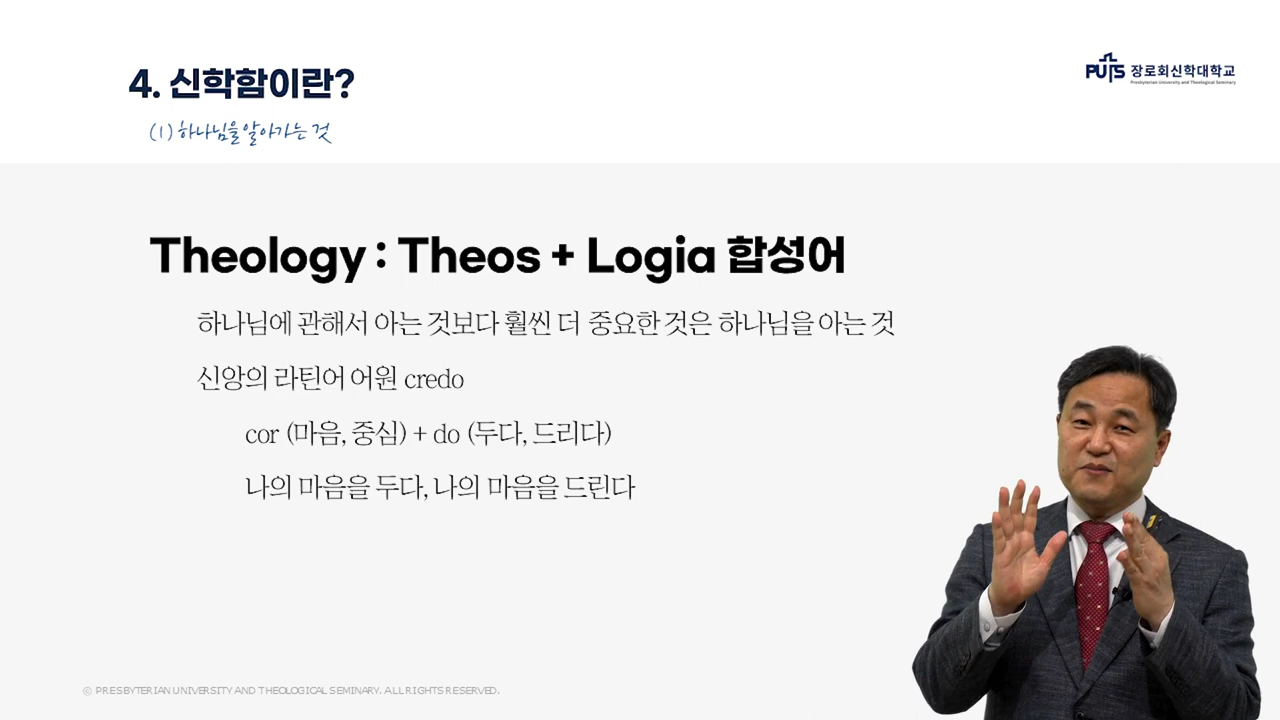 4. 신학함이란?
(1) 하나님을 알아가는 것
PUTS 장로회신학대학교
Presbyterian University and Theological Seminary
Theology : Theos + Logia 합성어
하나님에 관해서 아는 것보다 훨씬 더 중요한 것은 하나님을 아는 것
신앙의 라틴어 어원 credo
cor (마음, 중심) + do (두다, 드리다)
나의 마음을 두다, 나의 마음을 드린다
© PRESBYTERIAN UNIVERSITY AND THEOLOGICAL SEMINARY. ALL RIGHTS RESERVED.